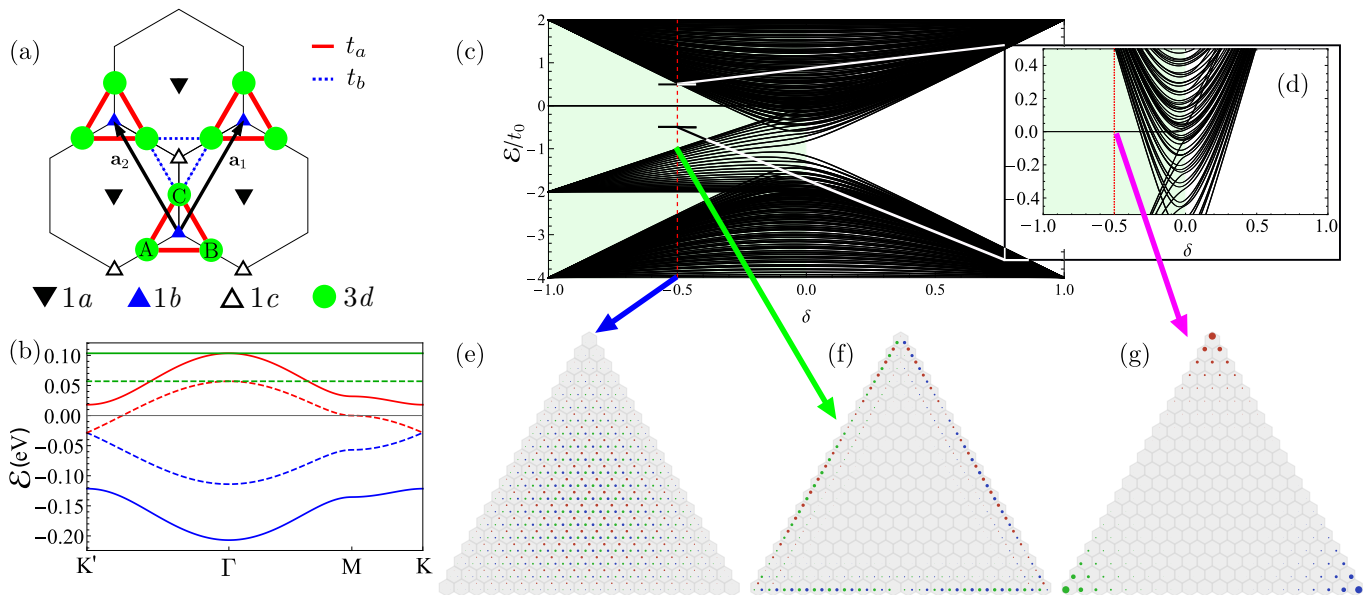 (a)
t_a
t_b
a₂
a₁
C
A
B
1a
1b
1c
3d
(b)
0.10
0.05
0.00
−0.05
−0.10
−0.15
−0.20
ℰ(eV)
K'
Γ
M
K
(c)
2
1
0
−1
−2
−3
−4
ℰ/t₀
−1.0
−0.5
0.0
0.5
1.0
δ
(d)
0.4
0.2
0.0
−0.2
−0.4
−1.0
−0.5
0.0
0.5
1.0
δ
(e)
(f)
(g)